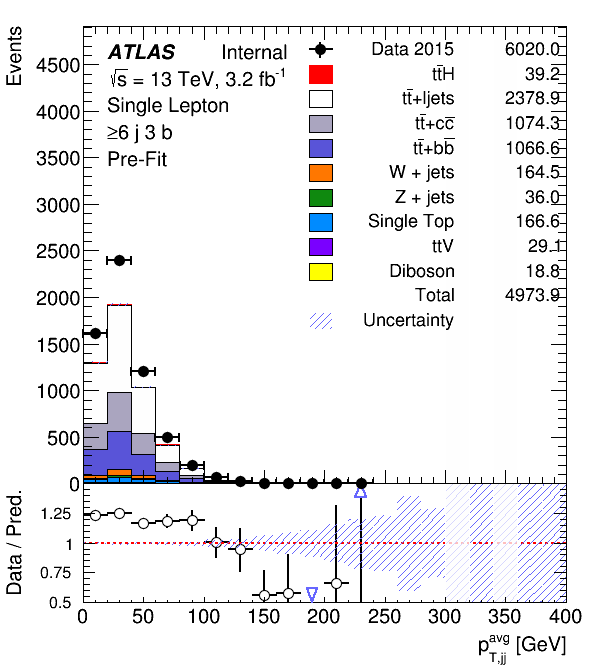 Events
4500
4000
3500
3000
2500
2000
1500
1000
500
0
ATLAS Internal
√s = 13 TeV, 3.2 fb⁻¹
Single Lepton
≥6 j 3 b
Pre-Fit
Data 2015 6020.0
tt̄H 39.2
tt̄+ljets 2378.9
tt̄+cc̄ 1074.3
tt̄+bb̄ 1066.6
W + jets 164.5
Z + jets 36.0
Single Top 166.6
ttV 29.1
Diboson 18.8
Total 4973.9
Uncertainty
Data / Pred.
1.25
1
0.75
0.5
0 50 100 150 200 250 300 350 400
p_{T,jj}^{avg} [GeV]